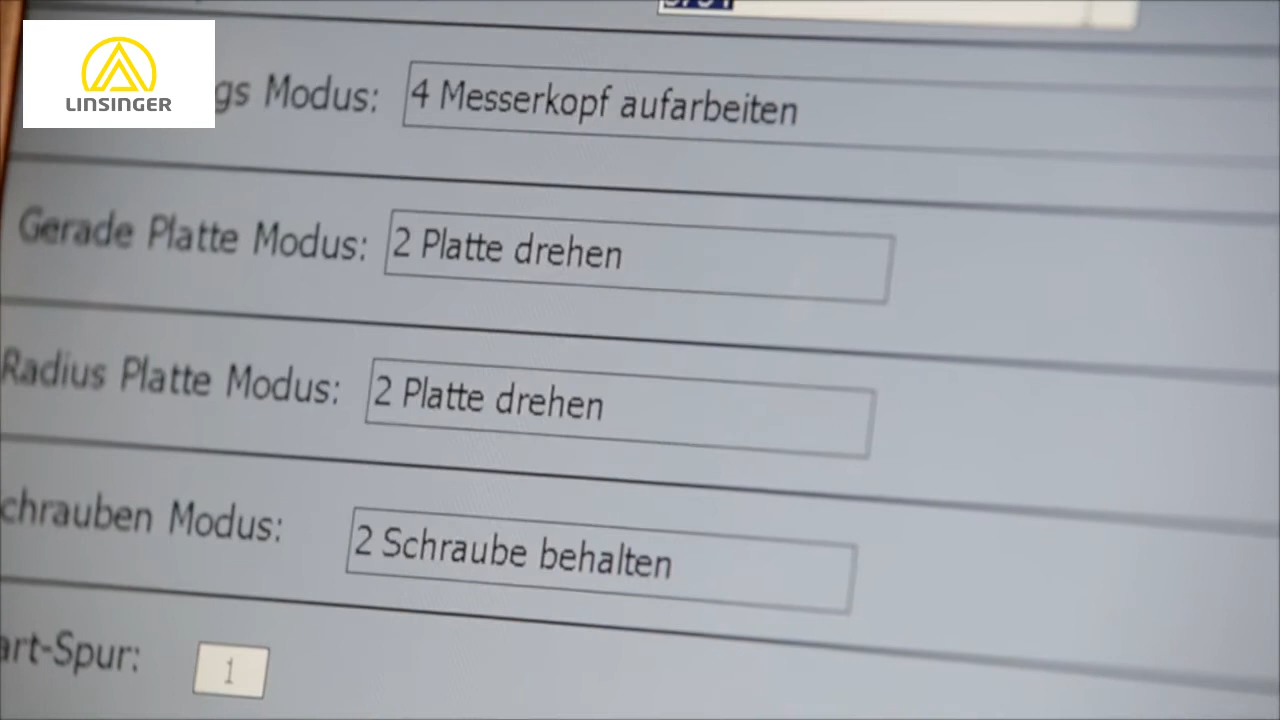 LINSINGER
Modus: 4 Messerkopf aufarbeiten
Gerade Platte Modus: 2 Platte drehen
Radius Platte Modus: 2 Platte drehen
chrauben Modus: 2 Schraube behalten
art-Spur: 1